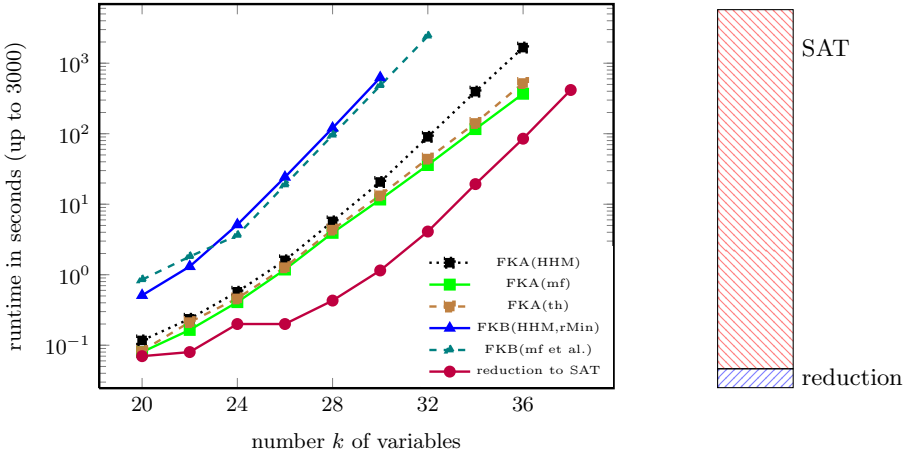 runtime in seconds (up to 3000)
10^3
10^2
10^1
10^0
10^−1
20
24
28
32
36
number k of variables
FKA(HHM)
FKA(mf)
FKA(th)
FKB(HHM,rMin)
FKB(mf et al.)
reduction to SAT
SAT
reduction